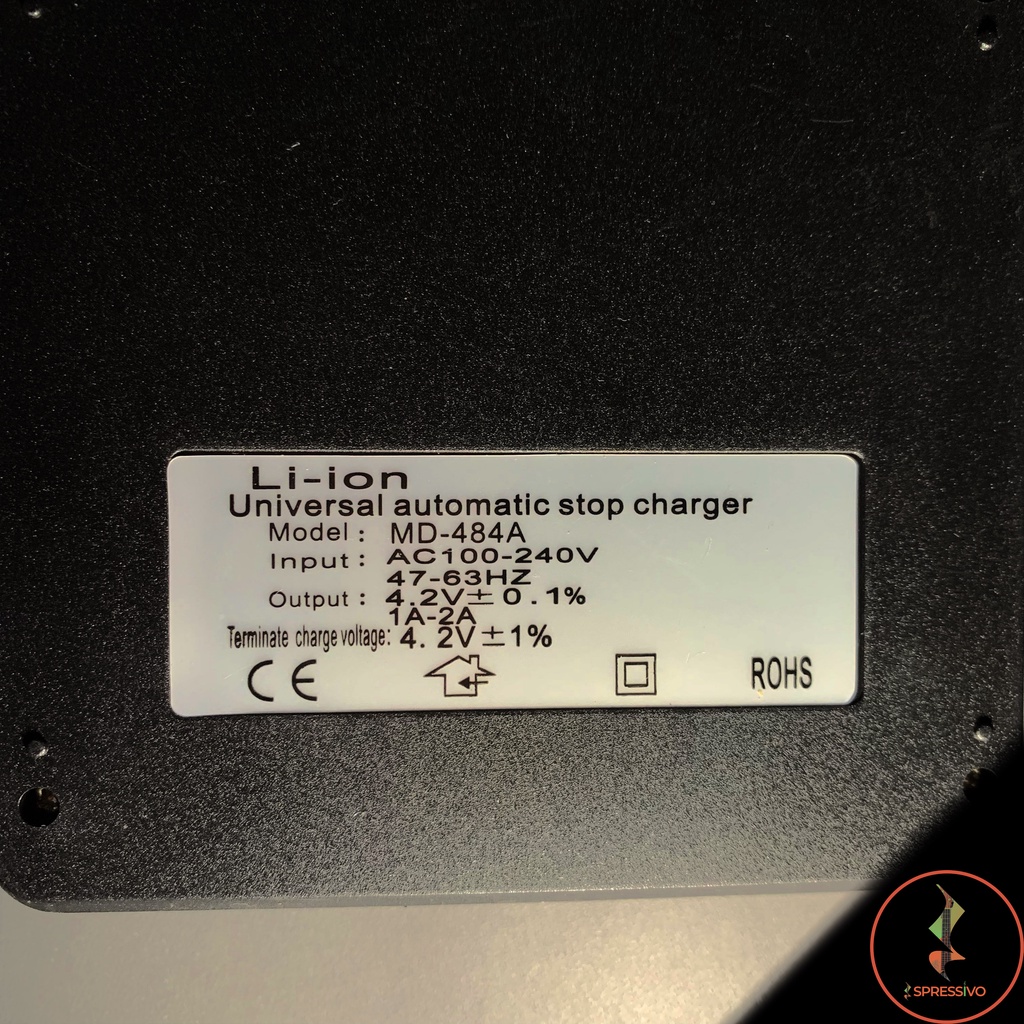 Li-ion
Universal automatic stop charger
Model : MD-484A
Input : AC100-240V
47-63HZ
Output : 4.2V±0.1%
1A-2A
Terminate charge voltage: 4.2V±1%
CE ROHS
SPRESSIVO